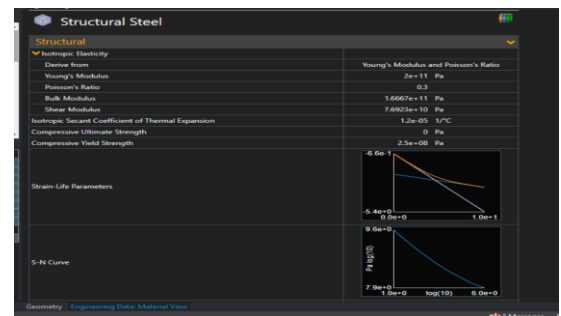 Structural Steel
Structural
Isotropic Elasticity
Derive from Young's Modulus and Poisson's Ratio
Young's Modulus 2e+11 Pa
Poisson's Ratio 0.3
Bulk Modulus 1.6667e+11 Pa
Shear Modulus 7.6923e+10 Pa
Isotropic Secant Coefficient of Thermal Expansion 1.2e-05 1/°C
Compressive Ultimate Strength 0 Pa
Compressive Yield Strength 2.5e+08 Pa
-6.6e-1
Strain-Life Parameters
-5.4e+0
0.0e+0 1.0e+1
9.6e+0
S-N Curve
Pa log(10)
7.9e+0
1.0e+0 log(10) 6.0e+0
Geometry Engineering Data: Material View